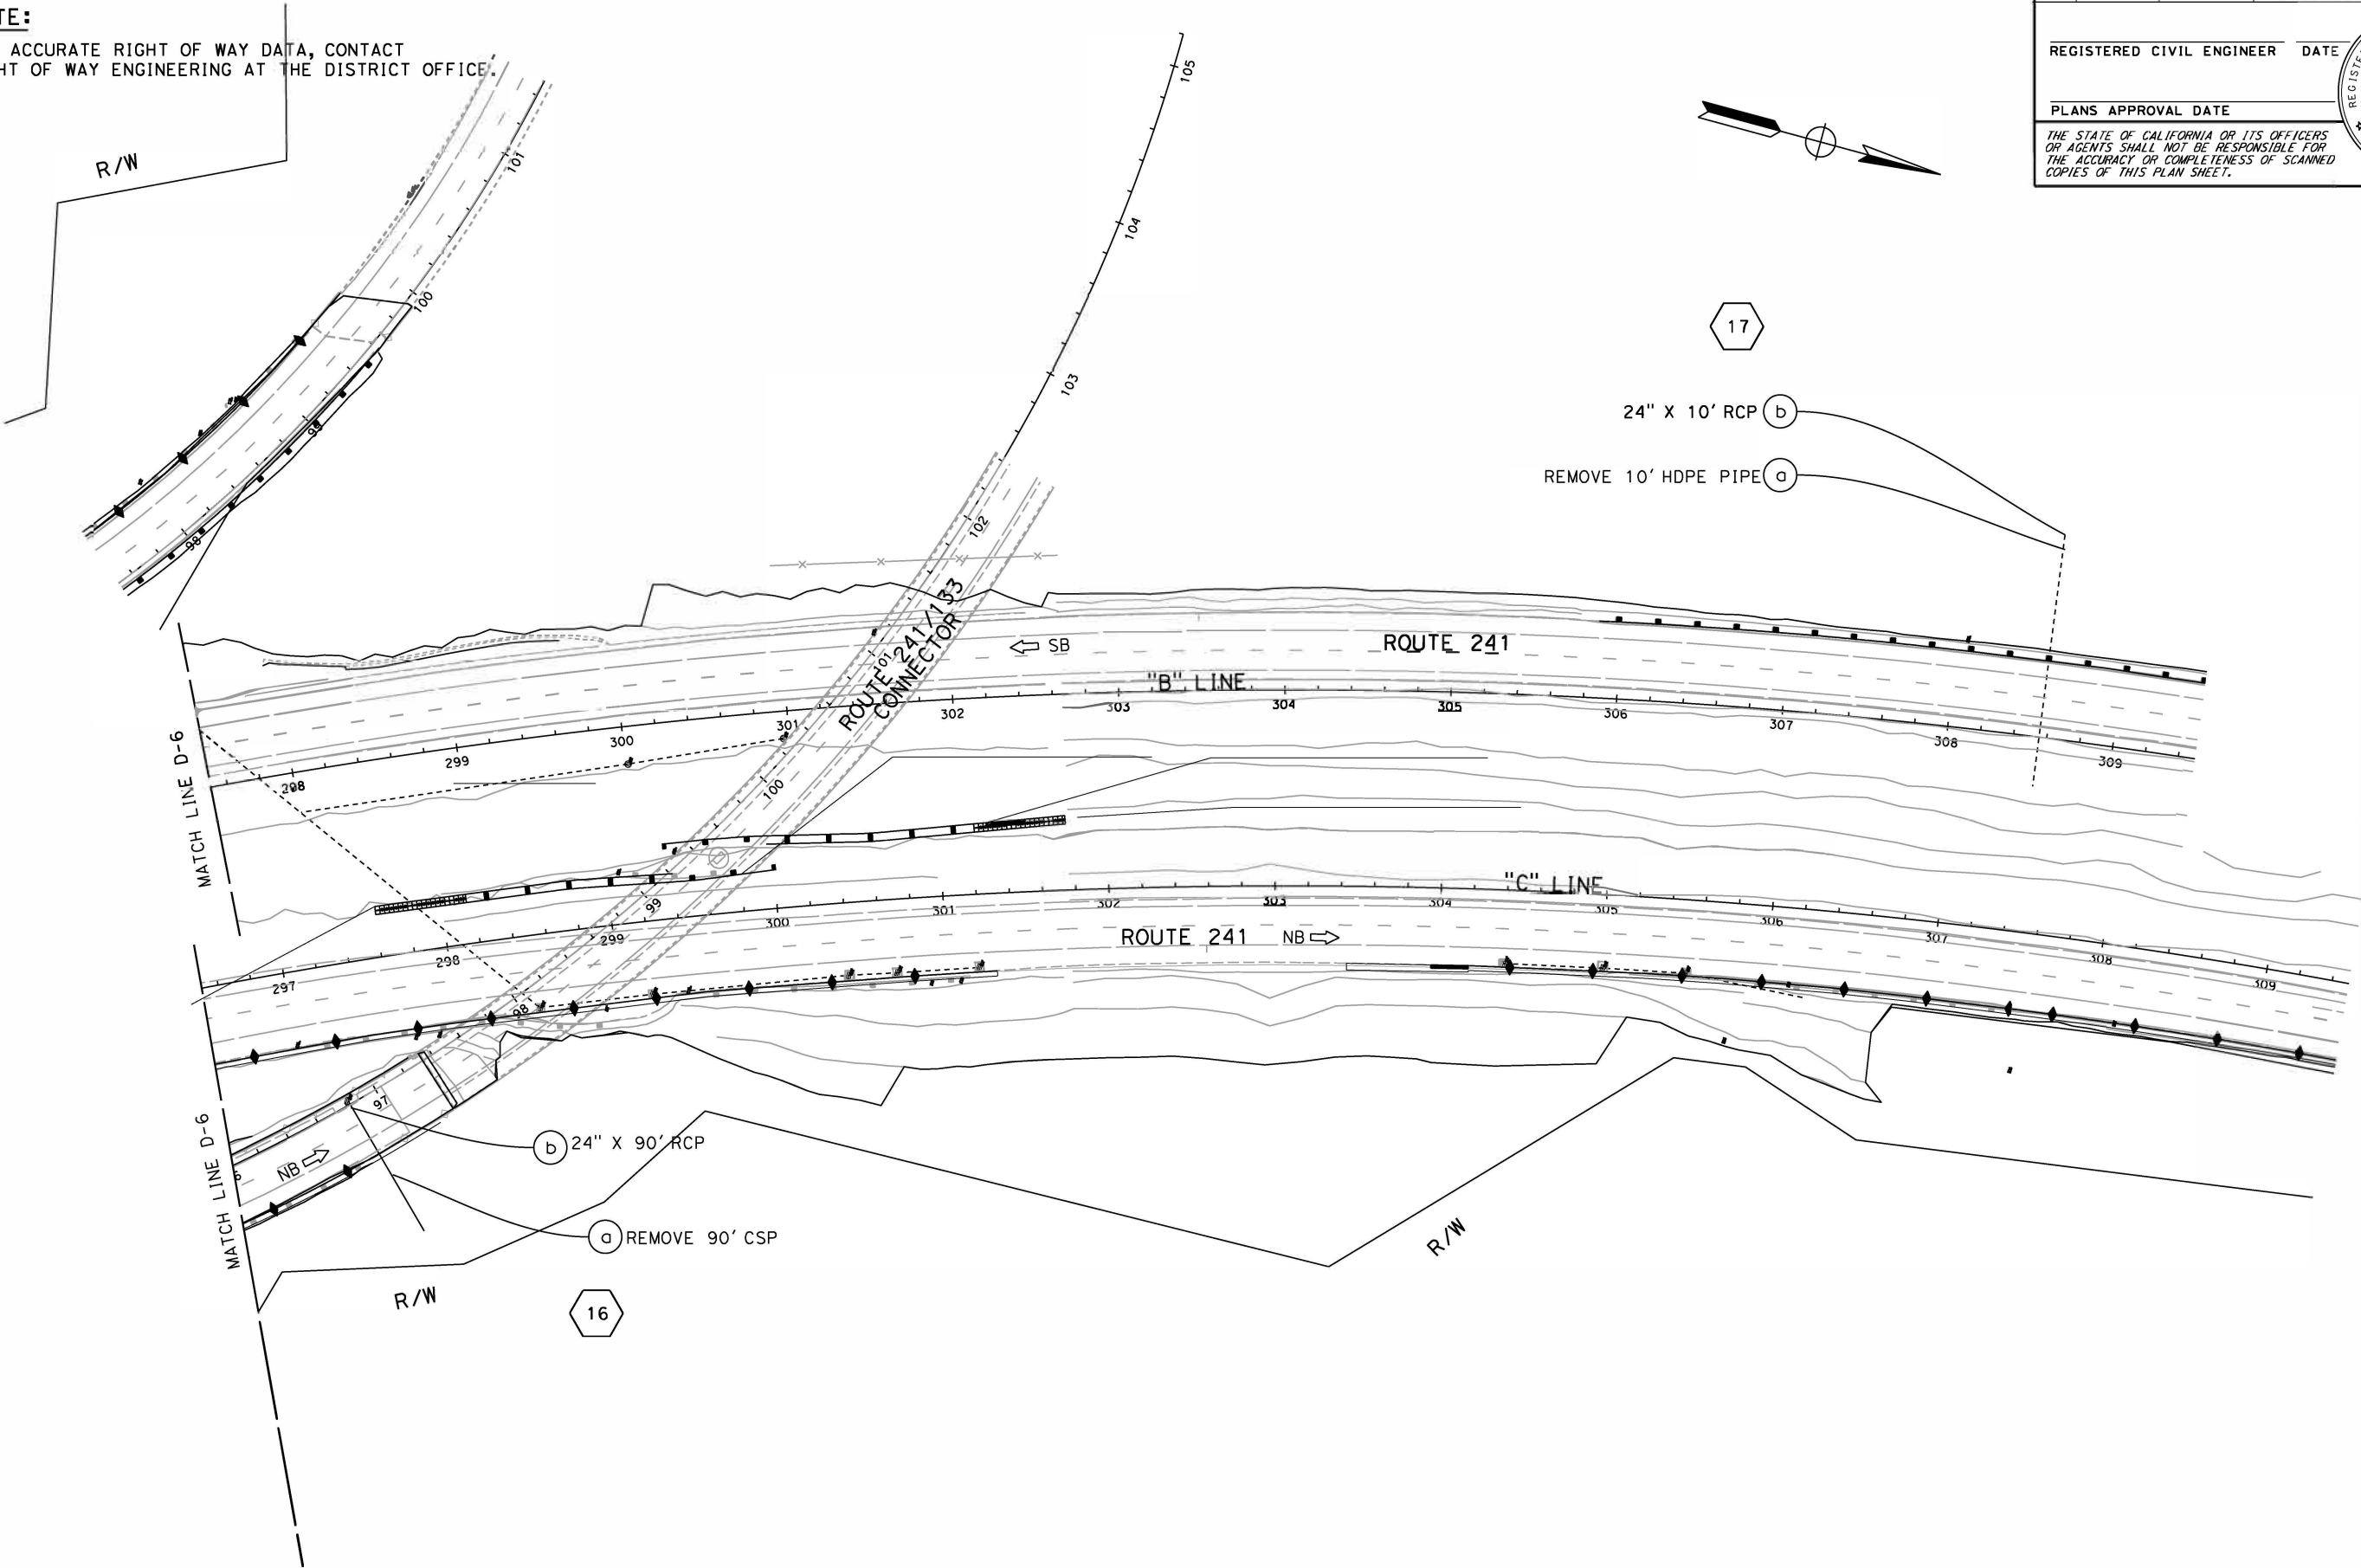 TE:
ACCURATE RIGHT OF WAY DATA, CONTACT
HT OF WAY ENGINEERING AT THE DISTRICT OFFICE.
REGISTERED CIVIL ENGINEER DATE
PLANS APPROVAL DATE
THE STATE OF CALIFORNIA OR ITS OFFICERS
OR AGENTS SHALL NOT BE RESPONSIBLE FOR
THE ACCURACY OR COMPLETENESS OF SCANNED
COPIES OF THIS PLAN SHEET.
REGISTE
R/W
105
104
103
102
101
100
99
98
101
100
99
98
97
17
24" X 10' RCP b
REMOVE 10' HDPE PIPE a
ROUTE 241/133
CONNECTOR
SB
ROUTE 241
"B" LINE
298
299
300
301
302
303
304
305
306
307
308
309
MATCH LINE D-6
"C" LINE
297
298
299
300
301
302
303
304
305
306
307
308
309
ROUTE 241 NB
MATCH LINE D-6
NB
b 24" X 90' RCP
a REMOVE 90' CSP
R/W
R/W
16